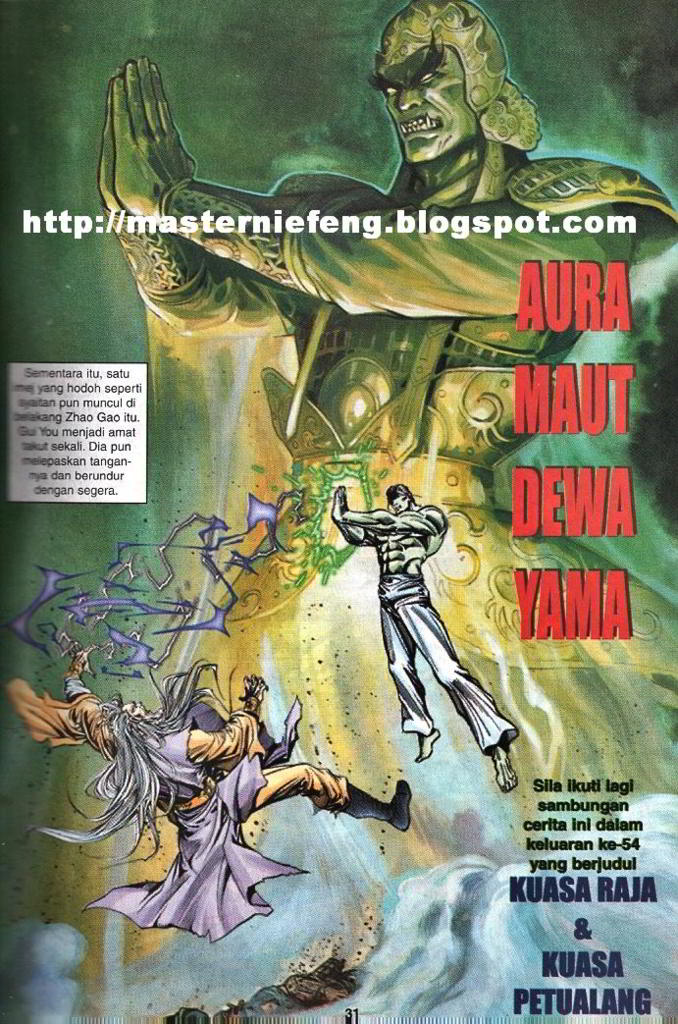 http://masterniefeng.blogspot.com
AURA
MAUT
DEWA
YAMA
Sementara itu, satu
imej yang hodoh seperti
syaitan pun muncul di
belakang Zhao Gao itu.
Gui You menjadi amat
takut sekali. Dia pun
melepaskan tangan-
nya dan berundur
dengan segera.
Sila ikuti lagi
sambungan
cerita ini dalam
keluaran ke-54
yang berjudul
KUASA RAJA
&
KUASA
PETUALANG
31